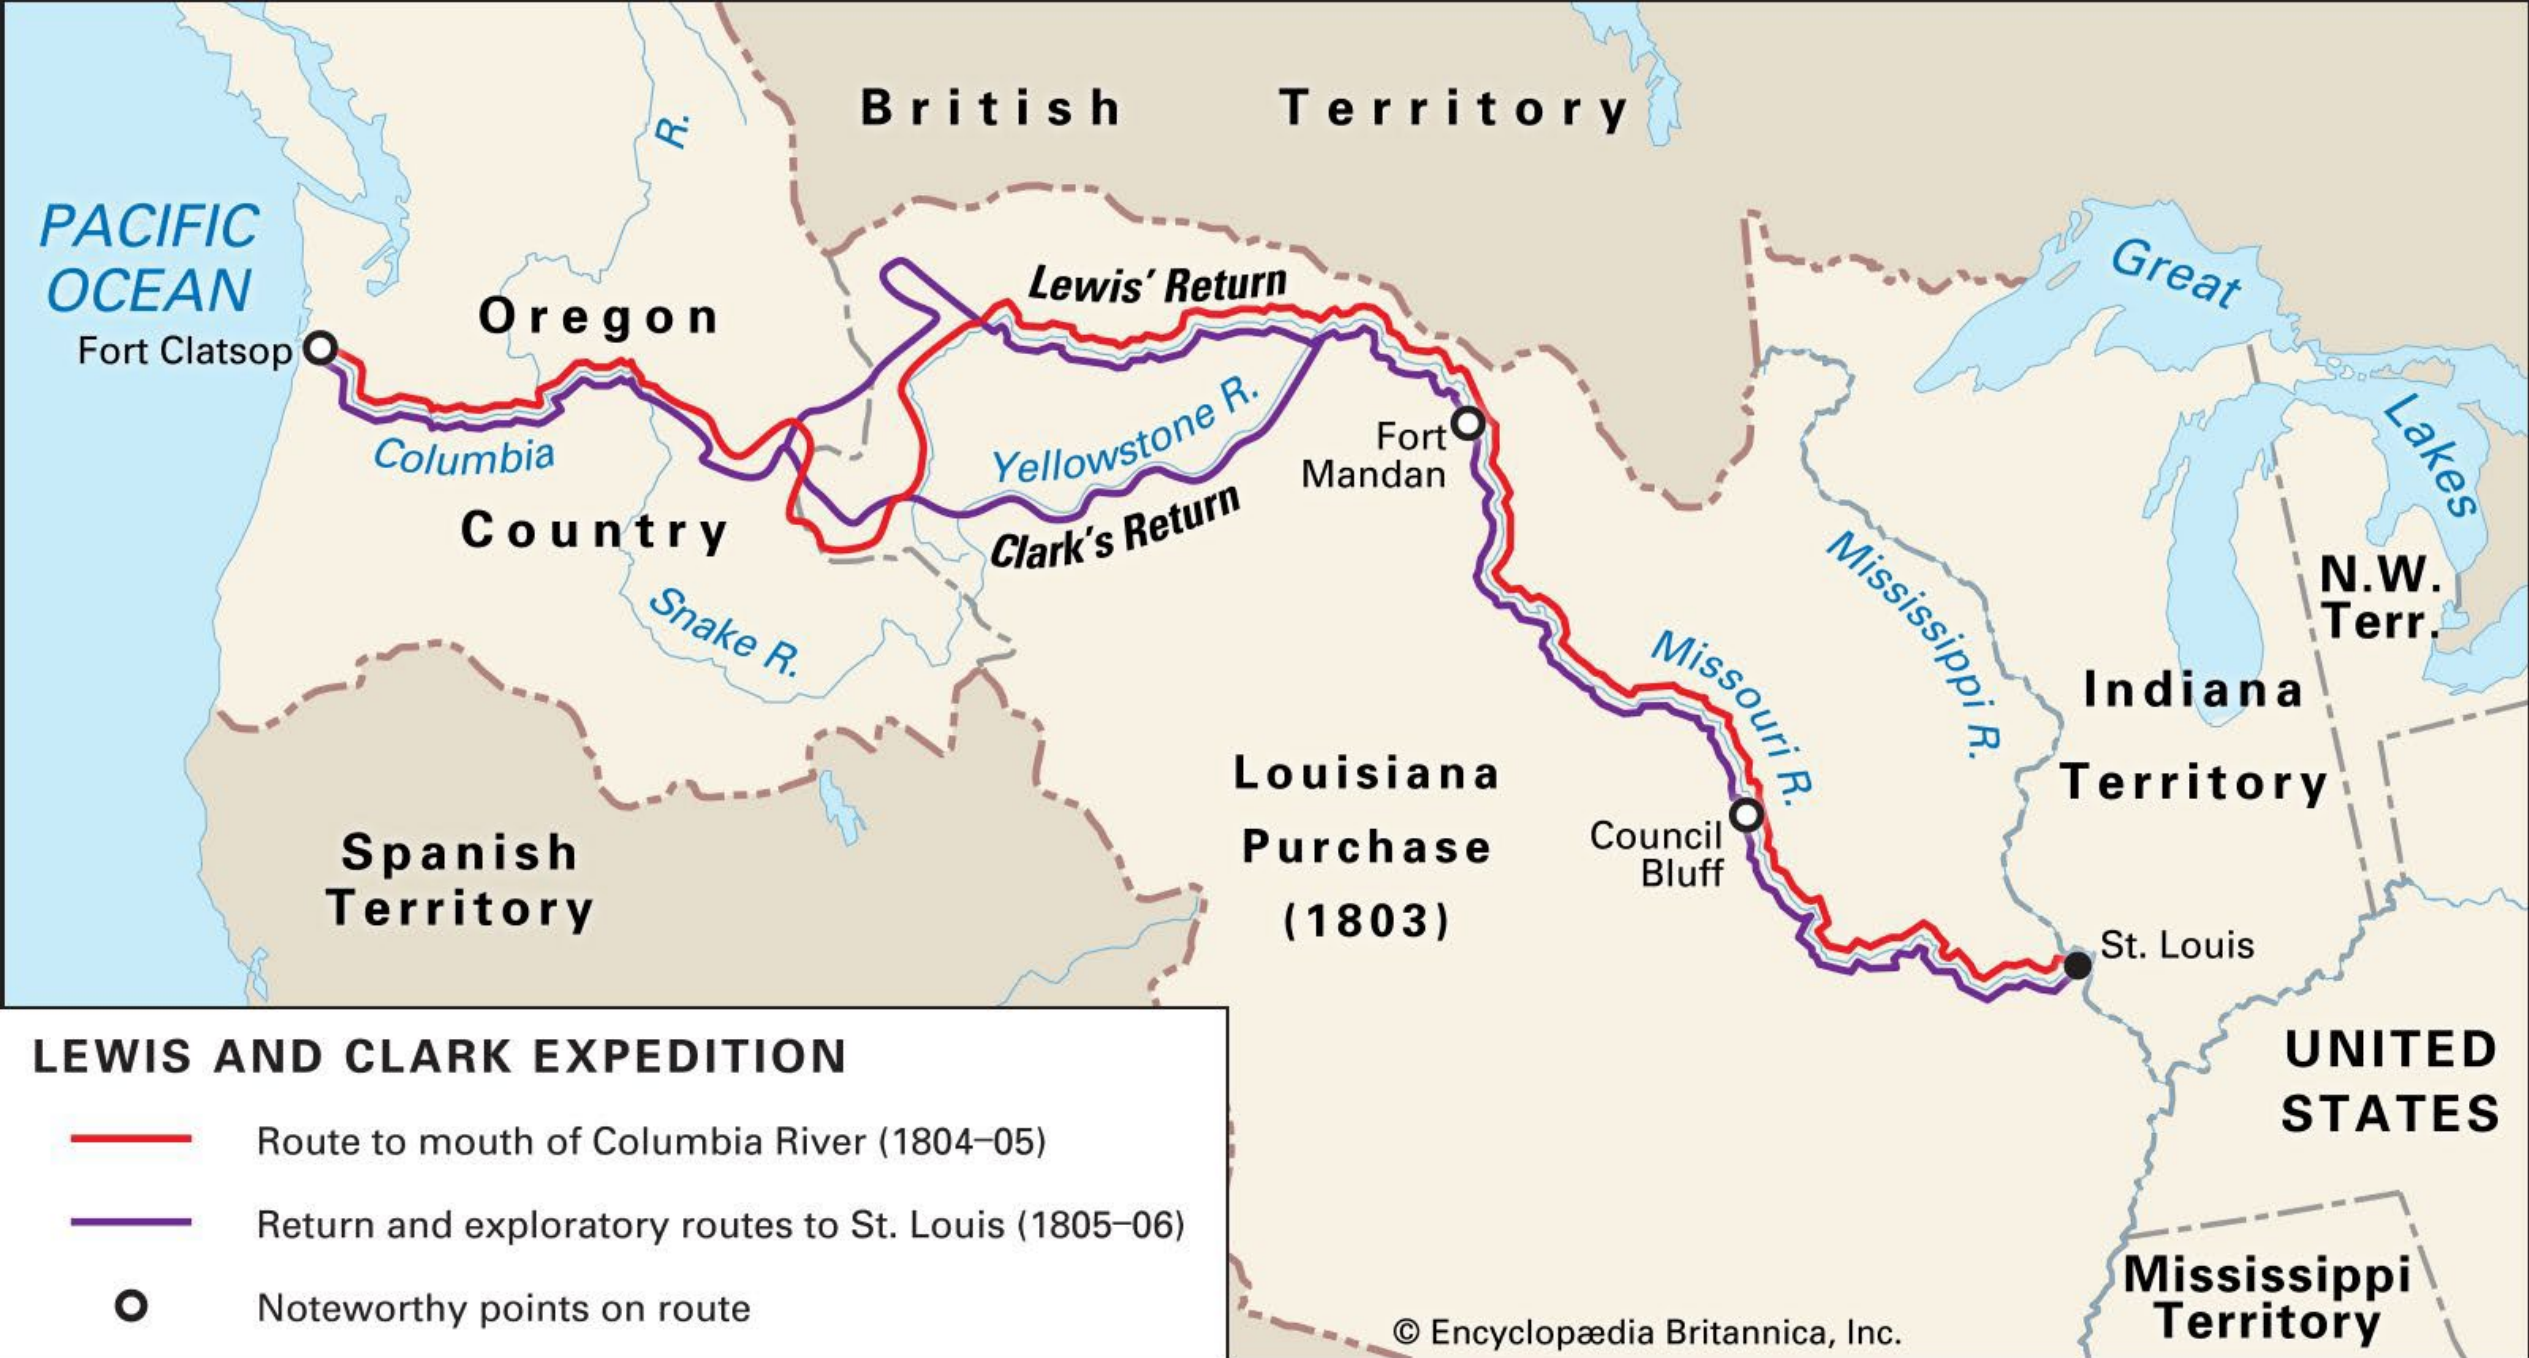 British Territory
R.
PACIFIC
OCEAN
Great
Lakes
Lewis' Return
Oregon
Fort Clatsop
Yellowstone R.
Columbia
Fort
Mandan
Clark's Return
Country
Mississippi R.
N.W.
Terr.
Snake R.
Missouri R.
Indiana
Territory
Louisiana
Purchase
(1803)
Council
Bluff
Spanish
Territory
St. Louis
UNITED
STATES
Mississippi
Territory
LEWIS AND CLARK EXPEDITION
Route to mouth of Columbia River (1804–05)
Return and exploratory routes to St. Louis (1805–06)
Noteworthy points on route
© Encyclopædia Britannica, Inc.